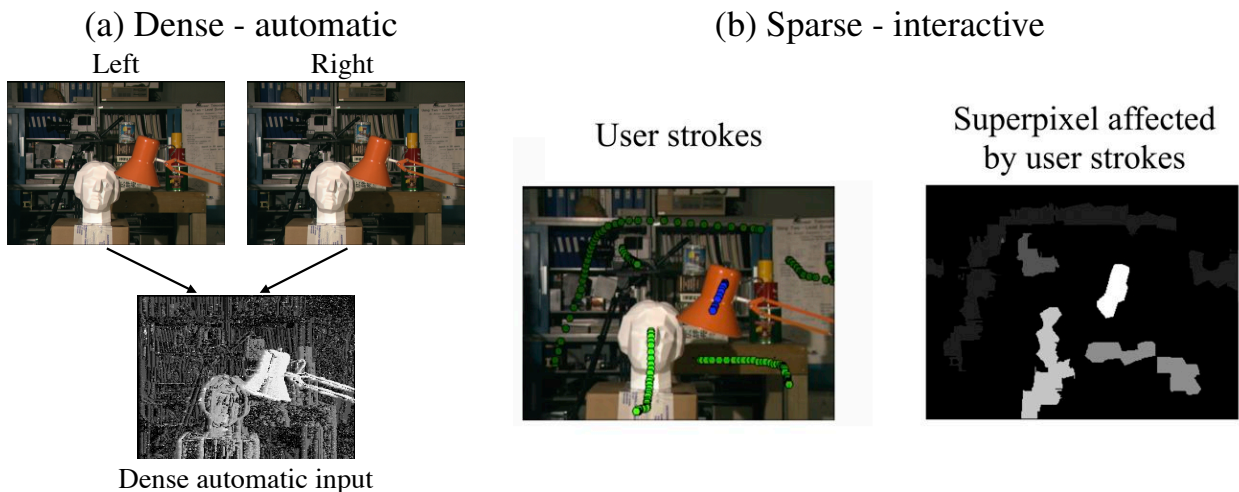 (a) Dense - automatic
Left
Right
Dense automatic input
(b) Sparse - interactive
User strokes
Superpixel affected
by user strokes